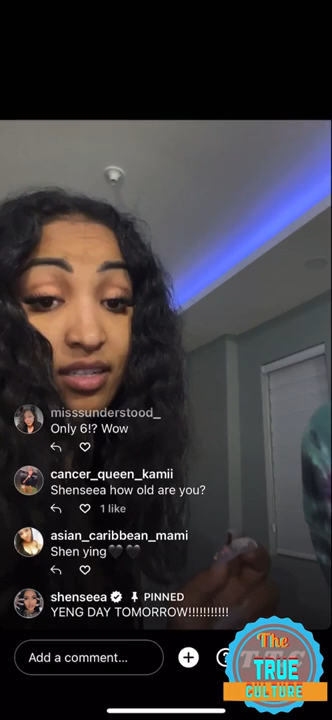 misssunderstood_
Only 6!? Wow
cancer_queen_kamii
Shenseea how old are you?
1 like
asian_caribbean_mami
Shen ying🖤🖤
shenseea PINNED
YENG DAY TOMORROW!!!!!!!!!!!
Add a comment...
The
TRUE
CULTURE